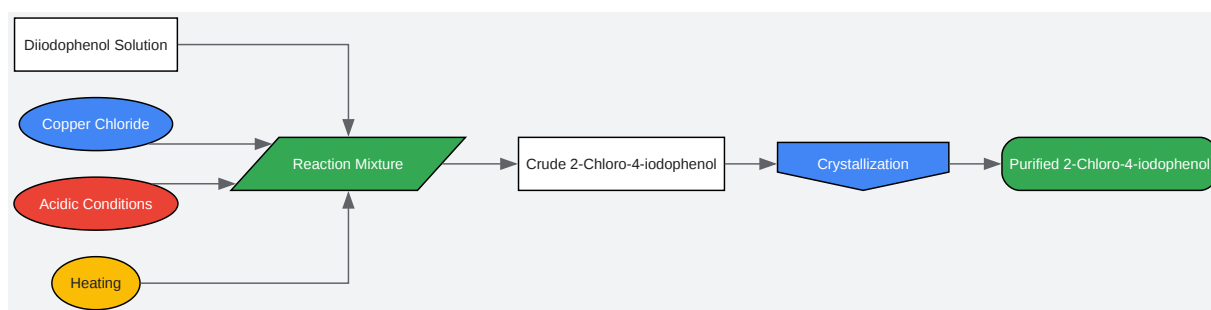 Diiodophenol Solution
Copper Chloride
Acidic Conditions
Heating
Reaction Mixture
Crude 2-Chloro-4-iodophenol
Crystallization
Purified 2-Chloro-4-iodophenol